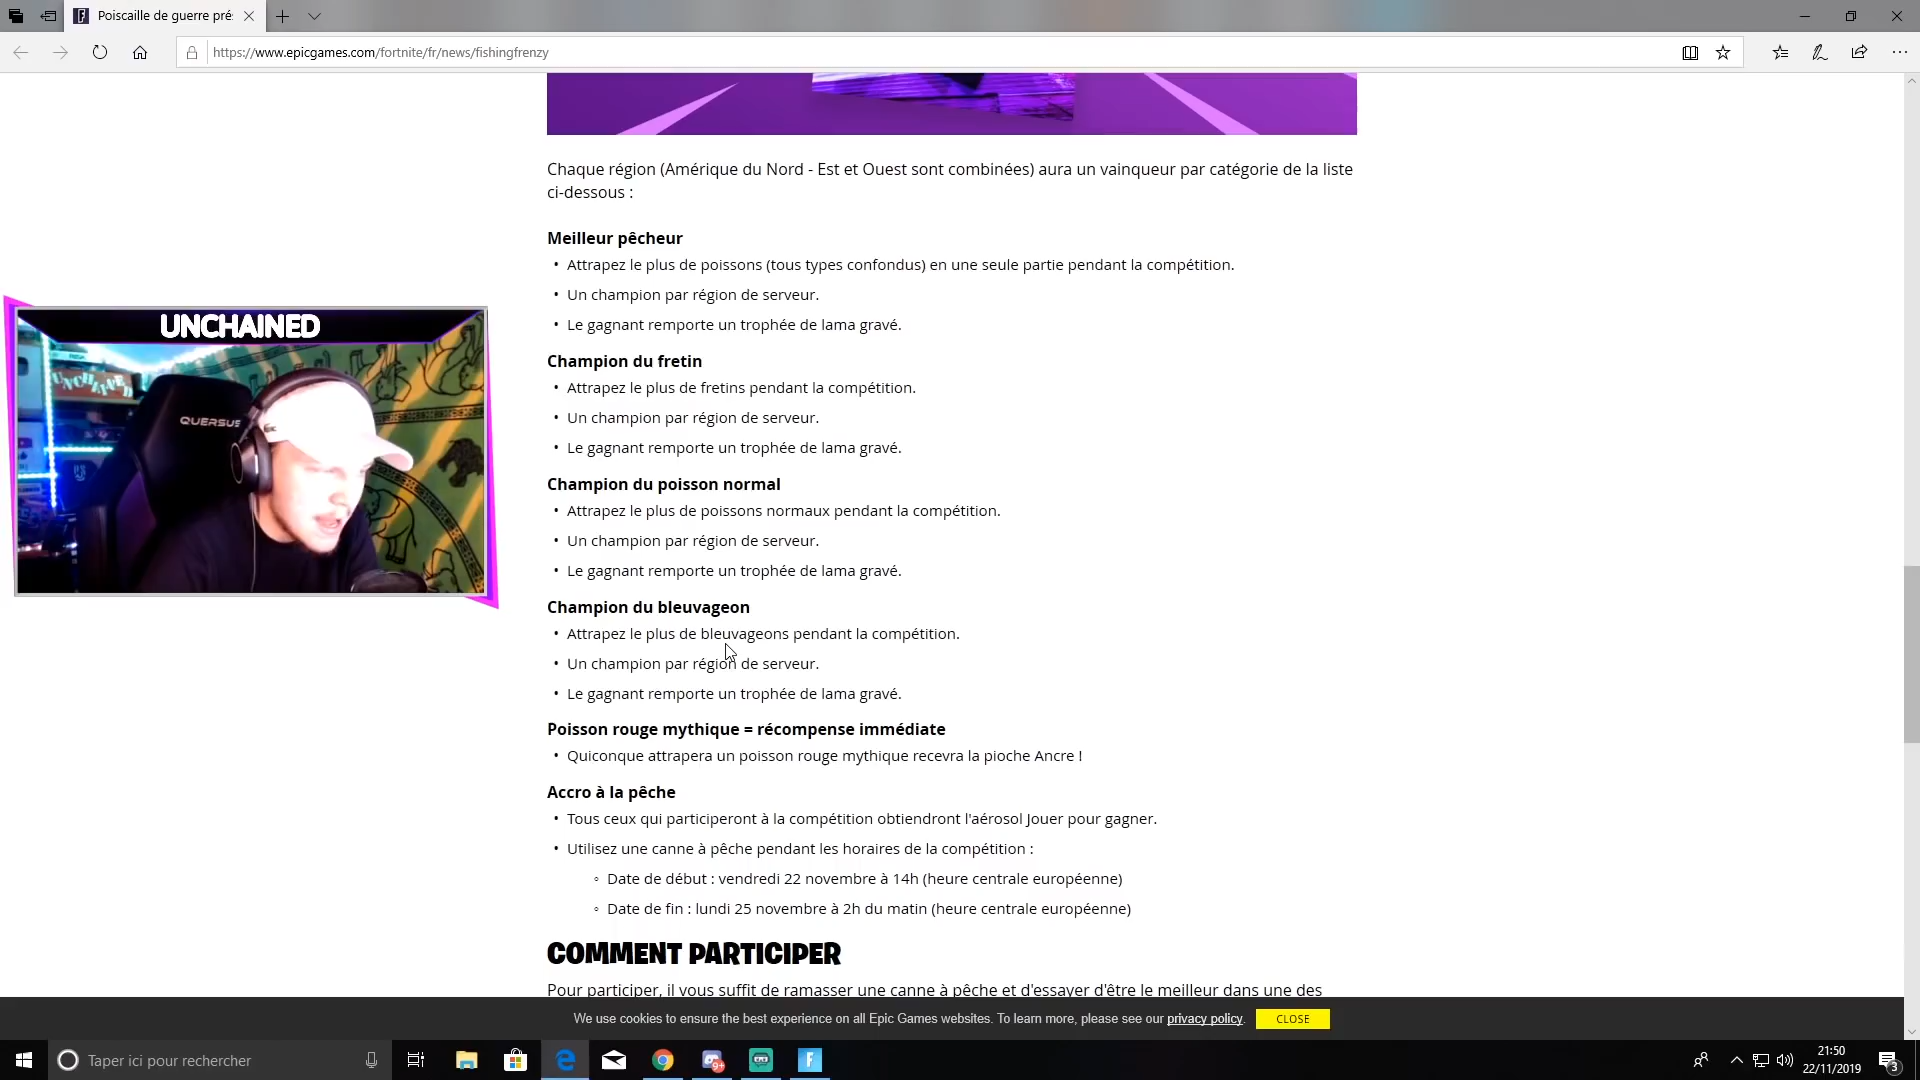 Poiscaille de guerre pré
https://www.epicgames.com/fortnite/fr/news/fishingfrenzy
Chaque région (Amérique du Nord - Est et Ouest sont combinées) aura un vainqueur par catégorie de la liste
ci-dessous :
Meilleur pêcheur
• Attrapez le plus de poissons (tous types confondus) en une seule partie pendant la compétition.
• Un champion par région de serveur.
• Le gagnant remporte un trophée de lama gravé.
UNCHAINED
UNCHAINED
QUERSUS
Champion du fretin
• Attrapez le plus de fretins pendant la compétition.
• Un champion par région de serveur.
• Le gagnant remporte un trophée de lama gravé.
Champion du poisson normal
• Attrapez le plus de poissons normaux pendant la compétition.
• Un champion par région de serveur.
• Le gagnant remporte un trophée de lama gravé.
Champion du bleuvageon
• Attrapez le plus de bleuvageons pendant la compétition.
• Un champion par région de serveur.
• Le gagnant remporte un trophée de lama gravé.
Poisson rouge mythique = récompense immédiate
• Quiconque attrapera un poisson rouge mythique recevra la pioche Ancre !
Accro à la pêche
• Tous ceux qui participeront à la compétition obtiendront l'aérosol Jouer pour gagner.
• Utilisez une canne à pêche pendant les horaires de la compétition :
◦ Date de début : vendredi 22 novembre à 14h (heure centrale européenne)
◦ Date de fin : lundi 25 novembre à 2h du matin (heure centrale européenne)
COMMENT PARTICIPER
Pour participer, il vous suffit de ramasser une canne à pêche et d'essayer d'être le meilleur dans une des
We use cookies to ensure the best experience on all Epic Games websites. To learn more, please see our privacy policy. CLOSE
Taper ici pour rechercher
9+
21:50
22/11/2019
3